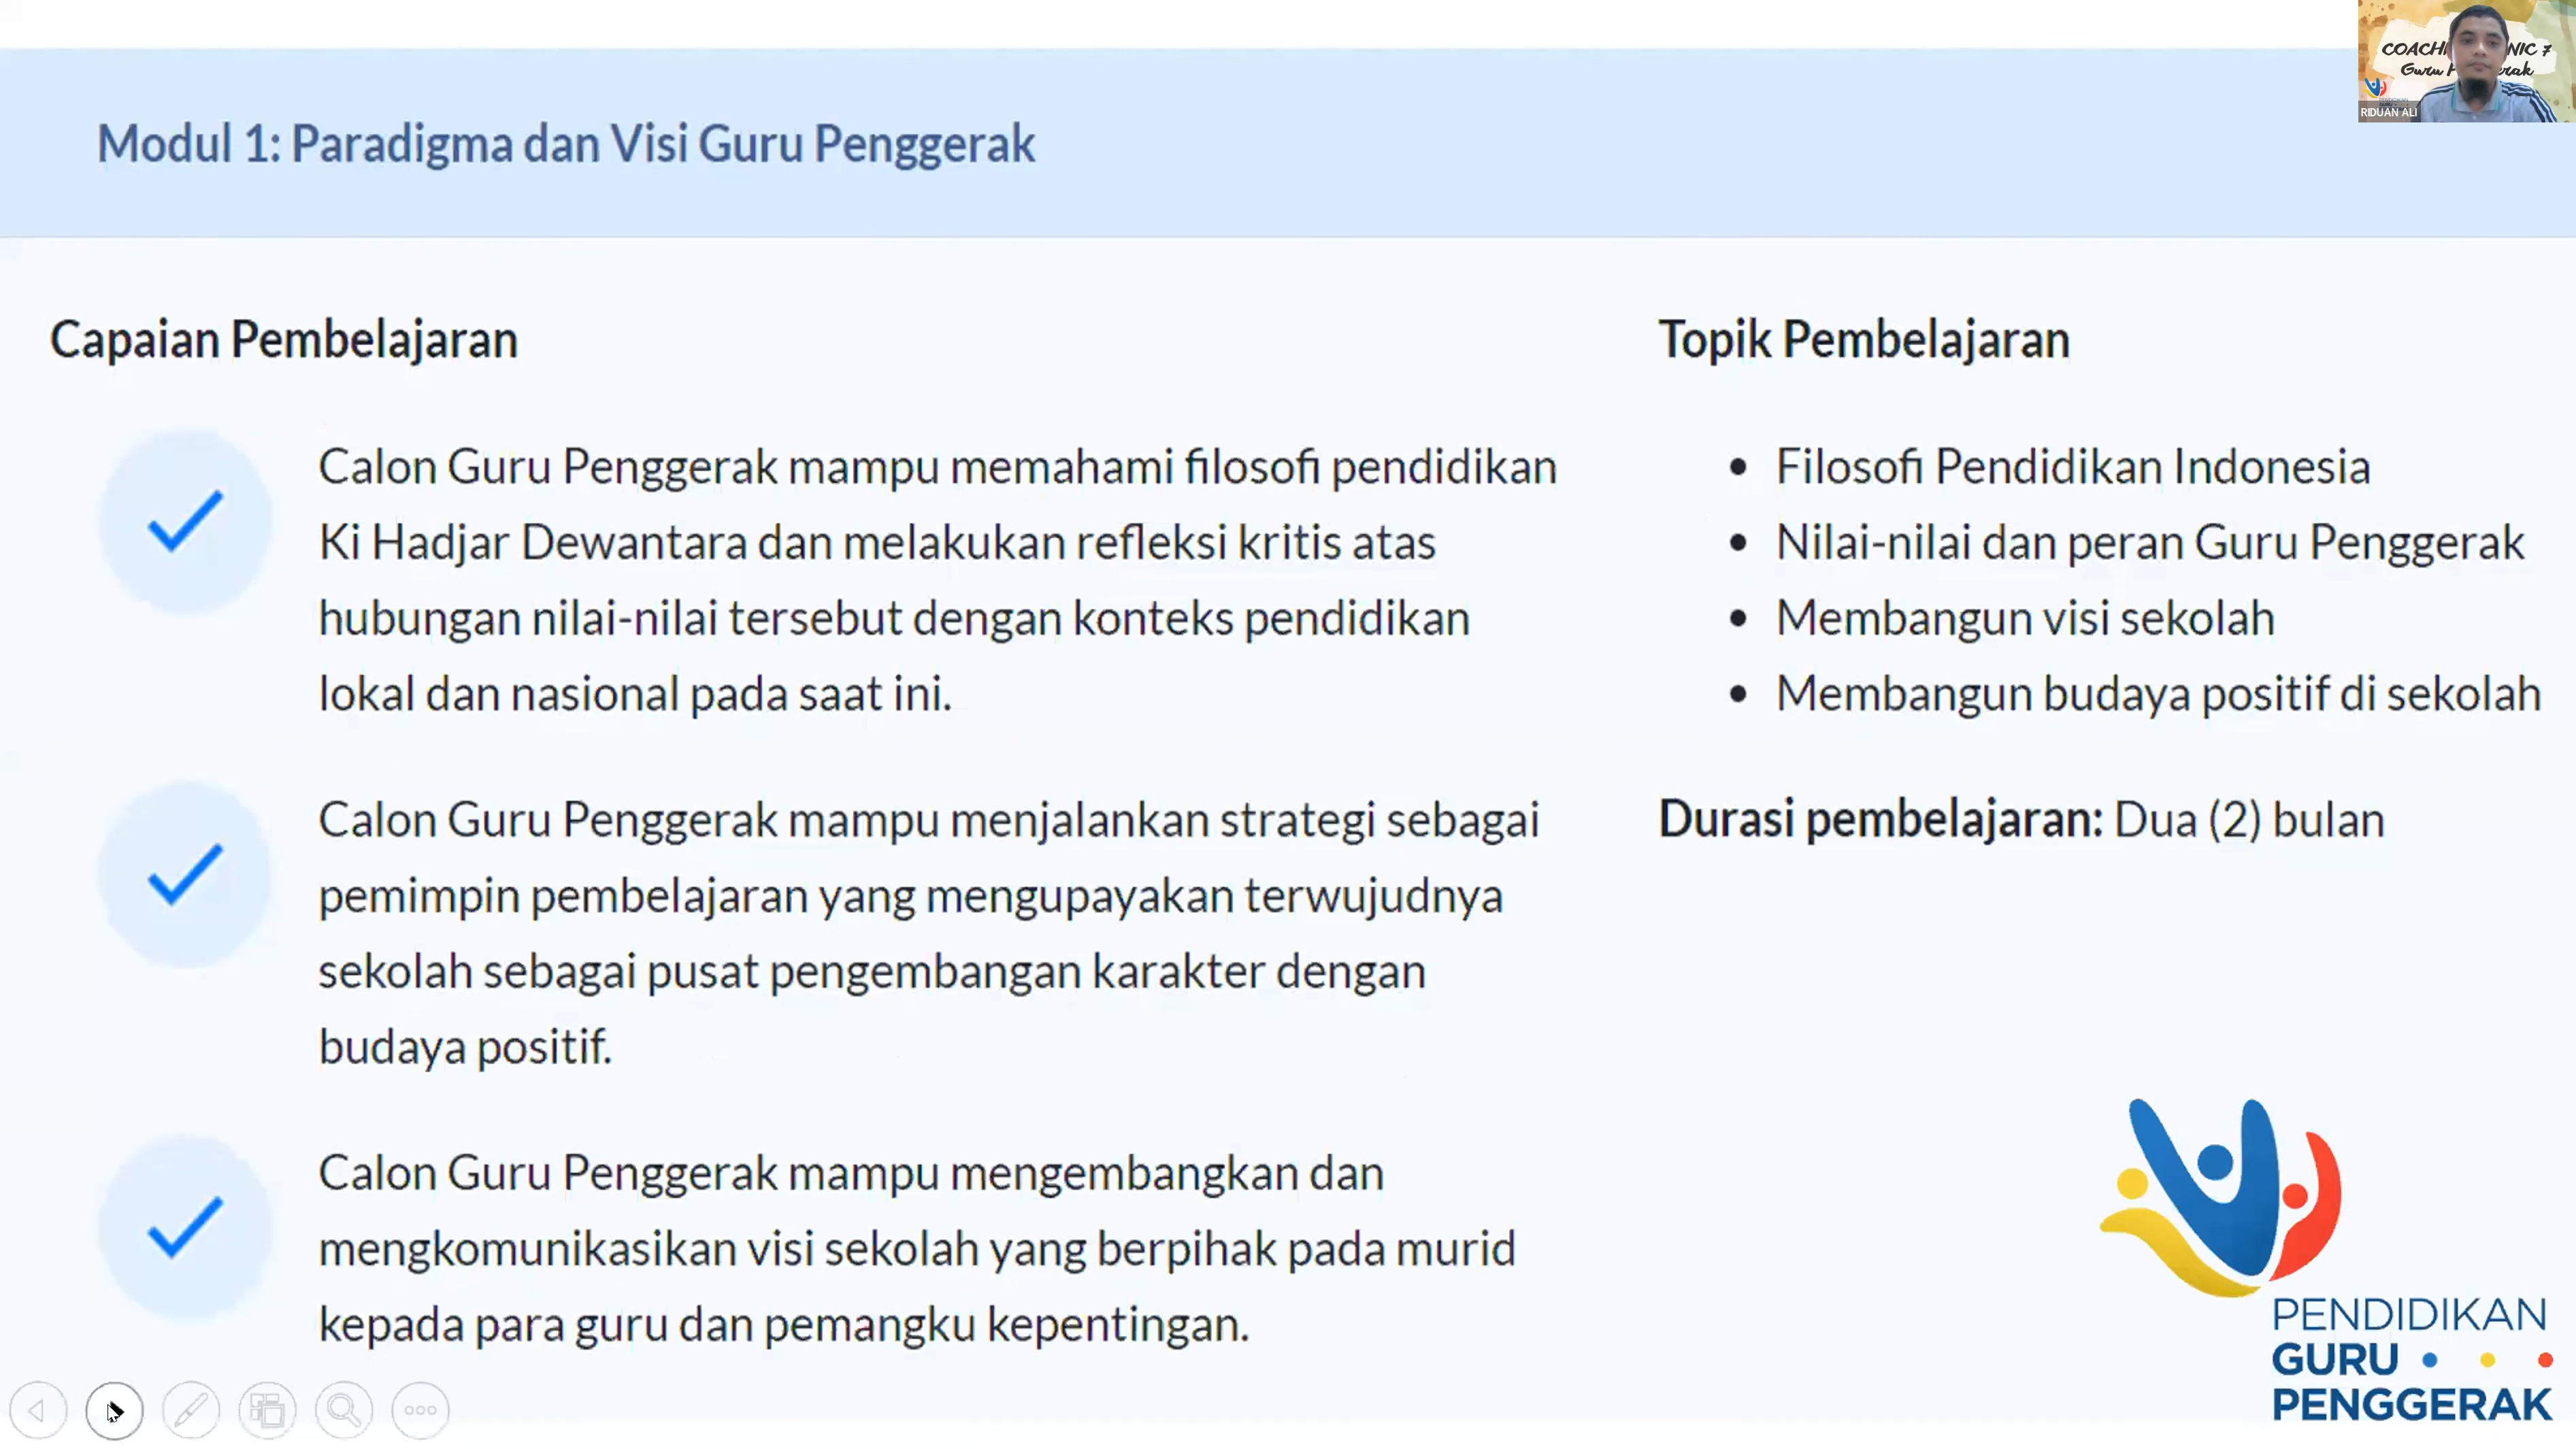 Modul 1: Paradigma dan Visi Guru Penggerak
Capaian Pembelajaran
Calon Guru Penggerak mampu memahami filosofi pendidikan
Ki Hadjar Dewantara dan melakukan refleksi kritis atas
hubungan nilai-nilai tersebut dengan konteks pendidikan
lokal dan nasional pada saat ini.
Calon Guru Penggerak mampu menjalankan strategi sebagai
pemimpin pembelajaran yang mengupayakan terwujudnya
sekolah sebagai pusat pengembangan karakter dengan
budaya positif.
Calon Guru Penggerak mampu mengembangkan dan
mengkomunikasikan visi sekolah yang berpihak pada murid
kepada para guru dan pemangku kepentingan.
Topik Pembelajaran
• Filosofi Pendidikan Indonesia
• Nilai-nilai dan peran Guru Penggerak
• Membangun visi sekolah
• Membangun budaya positif di sekolah
Durasi pembelajaran: Dua (2) bulan
PENDIDIKAN
GURU
PENGGERAK
COACHI NIC 7
Guru P erak
RIDUAN ALI